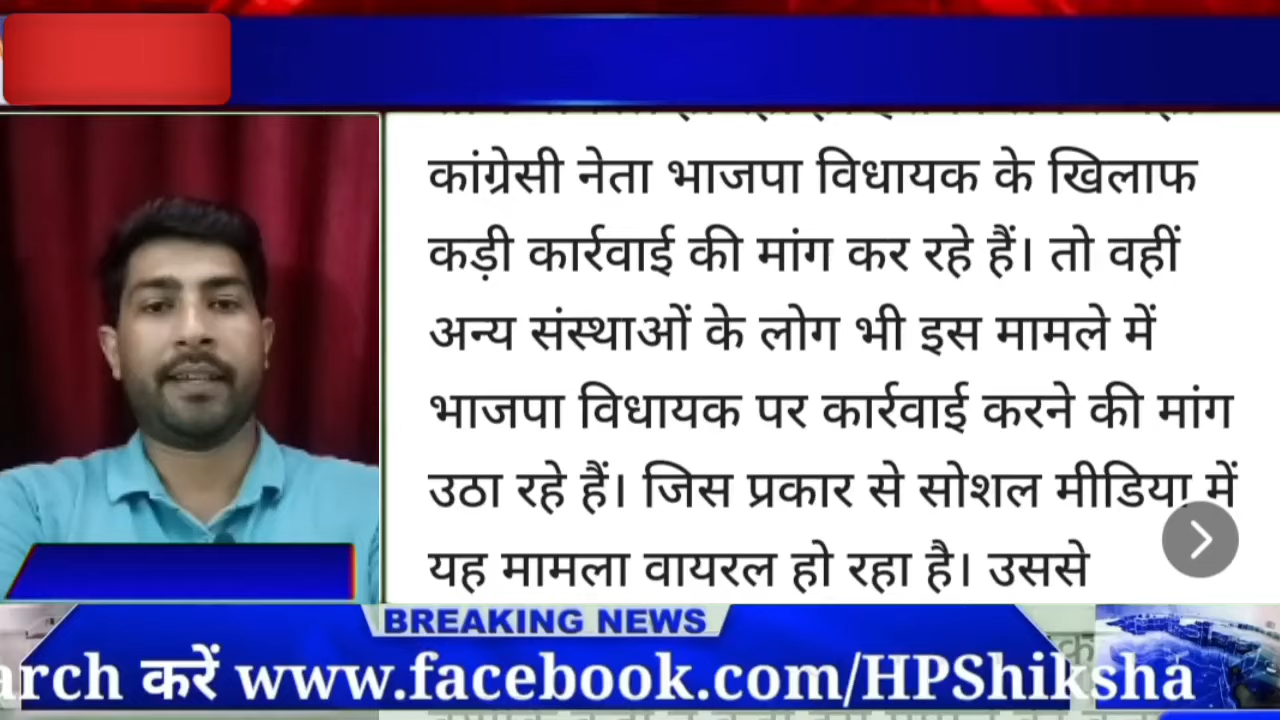 कांग्रेसी नेता भाजपा विधायक के खिलाफ
कड़ी कार्रवाई की मांग कर रहे हैं। तो वहीं
अन्य संस्थाओं के लोग भी इस मामले में
भाजपा विधायक पर कार्रवाई करने की मांग
उठा रहे हैं। जिस प्रकार से सोशल मीडिया में
यह मामला वायरल हो रहा है। उससे
BREAKING NEWS
arch करें www.facebook.com/HPShiksha